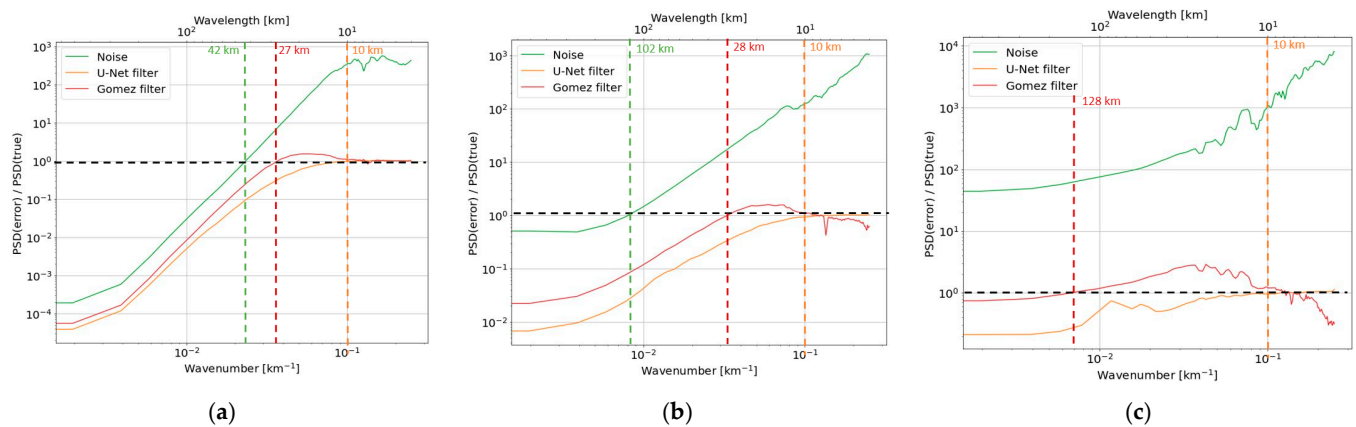 Wavelength [km]
10²
10¹
42 km
27 km
10 km
Noise
U-Net filter
Gomez filter
PSD(error) / PSD(true)
10³
10²
10¹
10⁰
10⁻¹
10⁻²
10⁻³
10⁻⁴
10⁻²
10⁻¹
Wavenumber [km⁻¹]
(a)
Wavelength [km]
10²
10¹
102 km
28 km
10 km
Noise
U-Net filter
Gomez filter
PSD(error) / PSD(true)
10³
10²
10¹
10⁰
10⁻¹
10⁻²
10⁻²
10⁻¹
Wavenumber [km⁻¹]
(b)
Wavelength [km]
10²
10¹
10 km
128 km
Noise
U-Net filter
Gomez filter
PSD(error) / PSD(true)
10⁴
10³
10²
10¹
10⁰
10⁻²
10⁻¹
Wavenumber [km⁻¹]
(c)